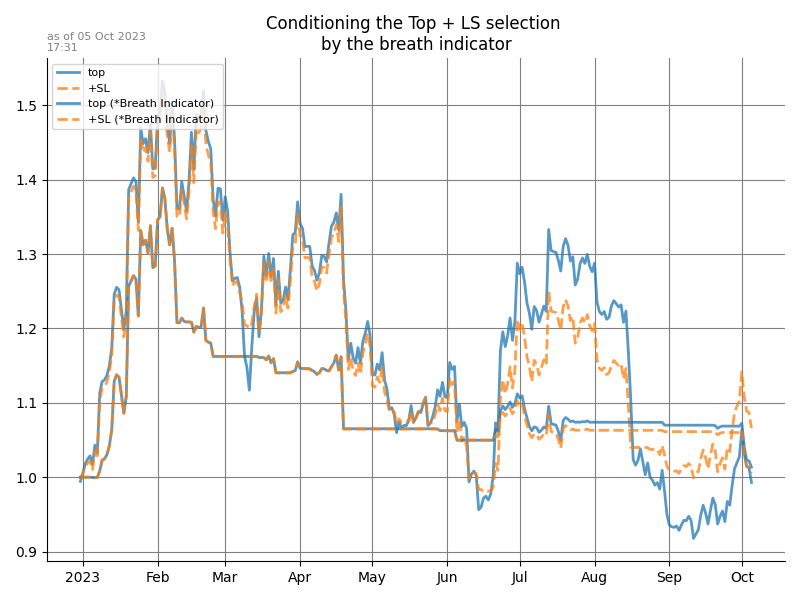 Conditioning the Top + LS selection
by the breath indicator
as of 05 Oct 2023
17:31
top
+SL
top (*Breath Indicator)
+SL (*Breath Indicator)
1.5
1.4
1.3
1.2
1.1
1.0
0.9
2023 Feb Mar Apr May Jun Jul Aug Sep Oct